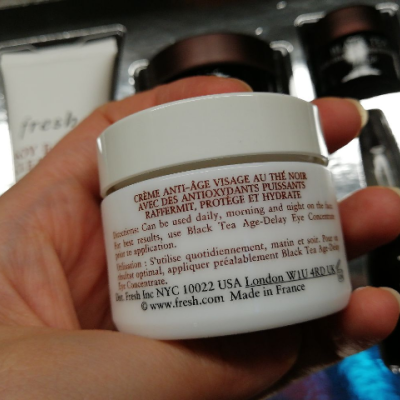 fresh
SOY
CRÈME ANTI-ÂGE VISAGE AU THÉ NOIR
AVEC DES ANTIOXYDANTS PUISSANTS
RAFFERMIT, PROTÈGE ET HYDRATE
Directions: Can be used daily, morning and night on the face.
For best results, use Black Tea Age-Delay Eye Concentrate
prior to application.
Utilisation : S'utilise quotidiennement, matin et soir. Pour un
résultat optimal, appliquer préalablement Black Tea Age-Delay
Eye Concentrate.
Dist. Fresh Inc NYC 10022 USA London W1U 4RD UK
© www.fresh.com Made in France